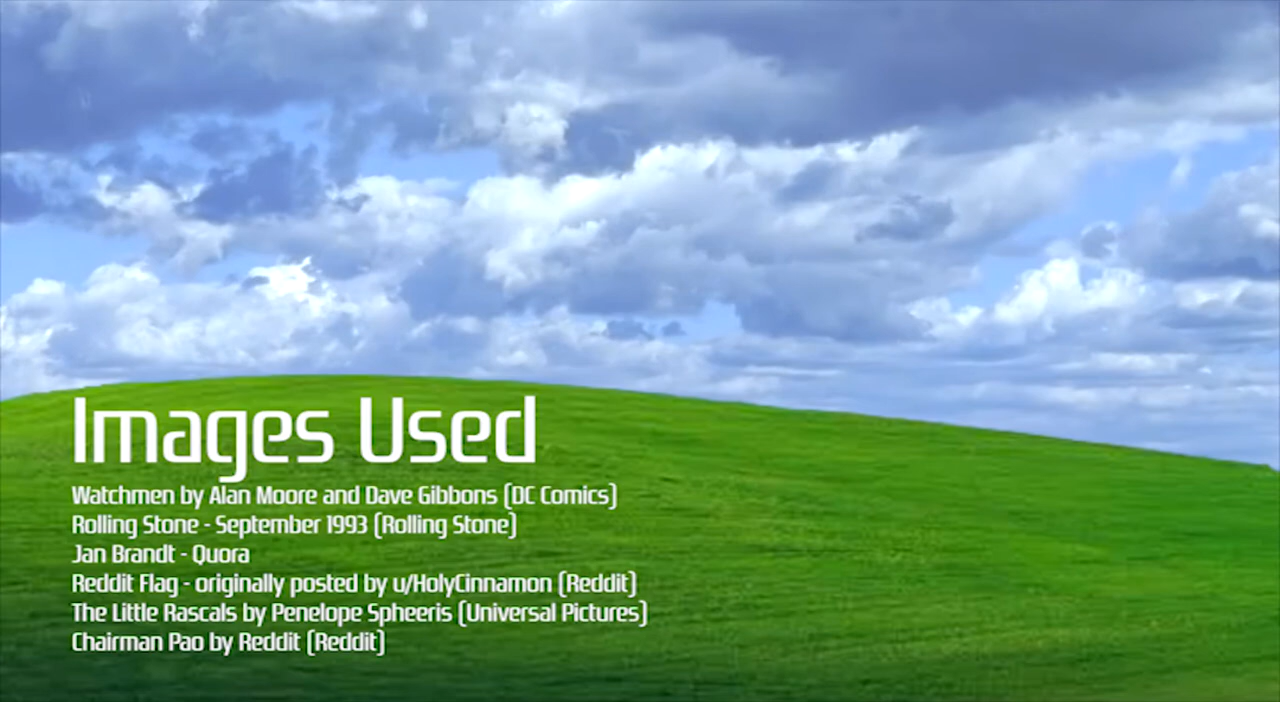 Images Used
Watchmen by Alan Moore and Dave Gibbons (DC Comics)
Rolling Stone - September 1993 (Rolling Stone)
Jan Brandt - Quora
Reddit Flag - originally posted by u/HolyCinnamon (Reddit)
The Little Rascals by Penelope Spheeris (Universal Pictures)
Chairman Pao by Reddit (Reddit)